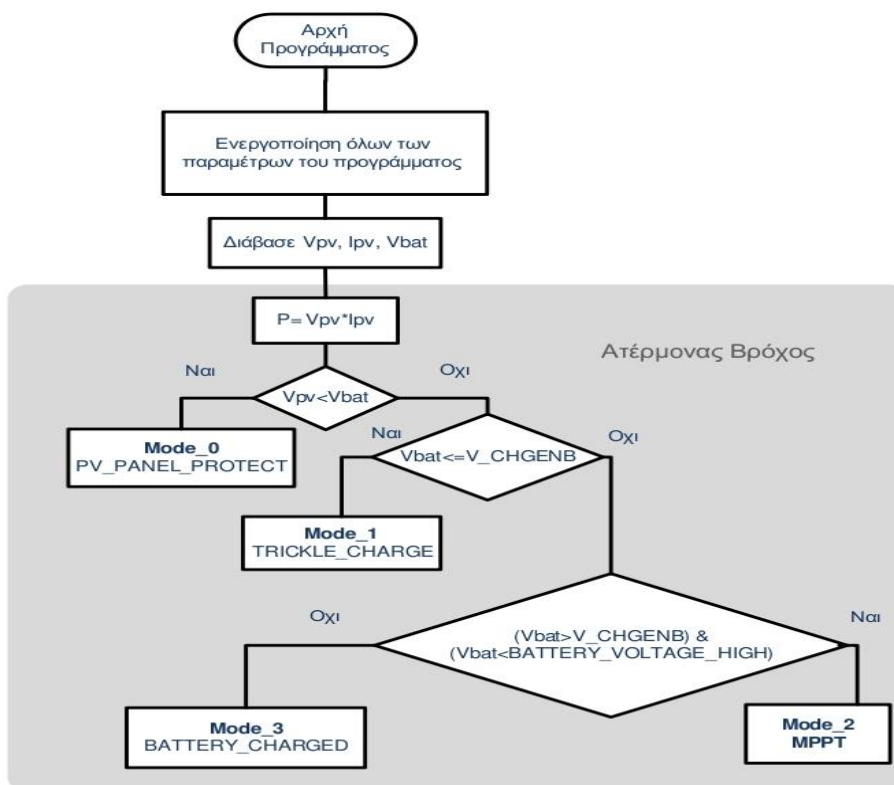 Αρχή
Προγράμματος
Ενεργοποίηση όλων των
παραμέτρων του προγράμματος
Διάβασε Vpv, Ipv, Vbat
P= Vpv*Ipv
Ατέρμονας Βρόχος
Ναι
Οχι
Vpv<Vbat
Ναι
Οχι
Mode_0
PV_PANEL_PROTECT
Vbat<=V_CHGENB
Mode_1
TRICKLE_CHARGE
Οχι
Ναι
(Vbat>V_CHGENB) &
(Vbat<BATTERY_VOLTAGE_HIGH)
Mode_3
BATTERY_CHARGED
Mode_2
MPPT